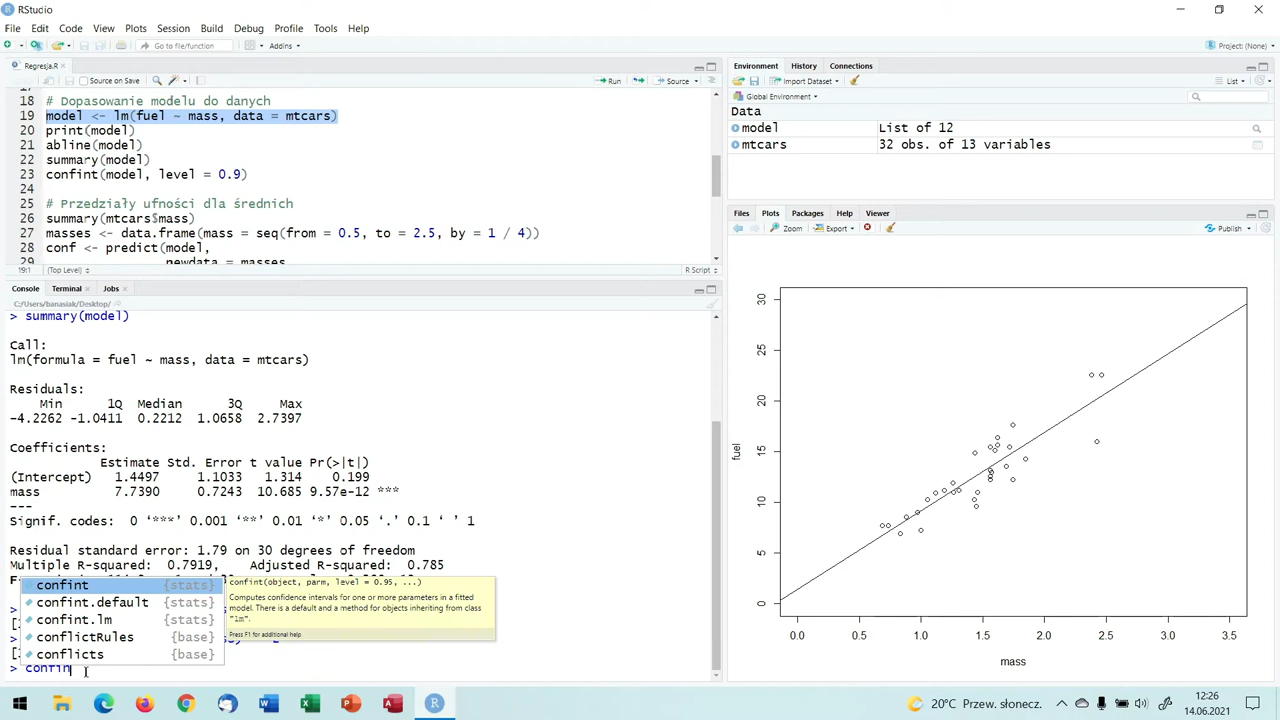 RStudio
File Edit Code View Plots Session Build Debug Profile Tools Help
Go to file/function Addins Project: (None)
Regresja.R
Source on Save Run Source
18 # Dopasowanie modelu do danych
19 model <- lm(fuel ~ mass, data = mtcars)
20 print(model)
21 abline(model)
22 summary(model)
23 confint(model, level = 0.9)
24
25 # Przedziały ufności dla średnich
26 summary(mtcars$mass)
27 masses <- data.frame(mass = seq(from = 0.5, to = 2.5, by = 1 / 4))
28 conf <- predict(model,
29 newdata = masses
19:1 (Top Level) R Script
Console Terminal Jobs
C:/Users/banasiak/Desktop/
> summary(model)
Call:
lm(formula = fuel ~ mass, data = mtcars)
Residuals:
Min 1Q Median 3Q Max
-4.2262 -1.0411 0.2212 1.0658 2.7397
Coefficients:
Estimate Std. Error t value Pr(>|t|)
(Intercept) 1.4497 1.1033 1.314 0.199
mass 7.7390 0.7243 10.685 9.57e-12 ***
---
Signif. codes: 0 ‘***’ 0.001 ‘**’ 0.01 ‘*’ 0.05 ‘.’ 0.1 ‘ ’ 1
Residual standard error: 1.79 on 30 degrees of freedom
Multiple R-squared: 0.7919, Adjusted R-squared: 0.785
confint {stats}
confint.default {stats}
confint.lm {stats}
conflictRules {base}
conflicts {base}
confint(object, parm, level = 0.95, ...)
Computes confidence intervals for one or more parameters in a fitted
model. There is a default and a method for objects inheriting from class
"lm".
Press F1 for additional help
> confin
Environment History Connections
Import Dataset List
Global Environment
Data
model List of 12
mtcars 32 obs. of 13 variables
Files Plots Packages Help Viewer
Zoom Export Publish
30
25
20
15
10
5
0
fuel
0.0 0.5 1.0 1.5 2.0 2.5 3.0 3.5
mass
20°C Przew. słonecz.
12:26
14.06.2021